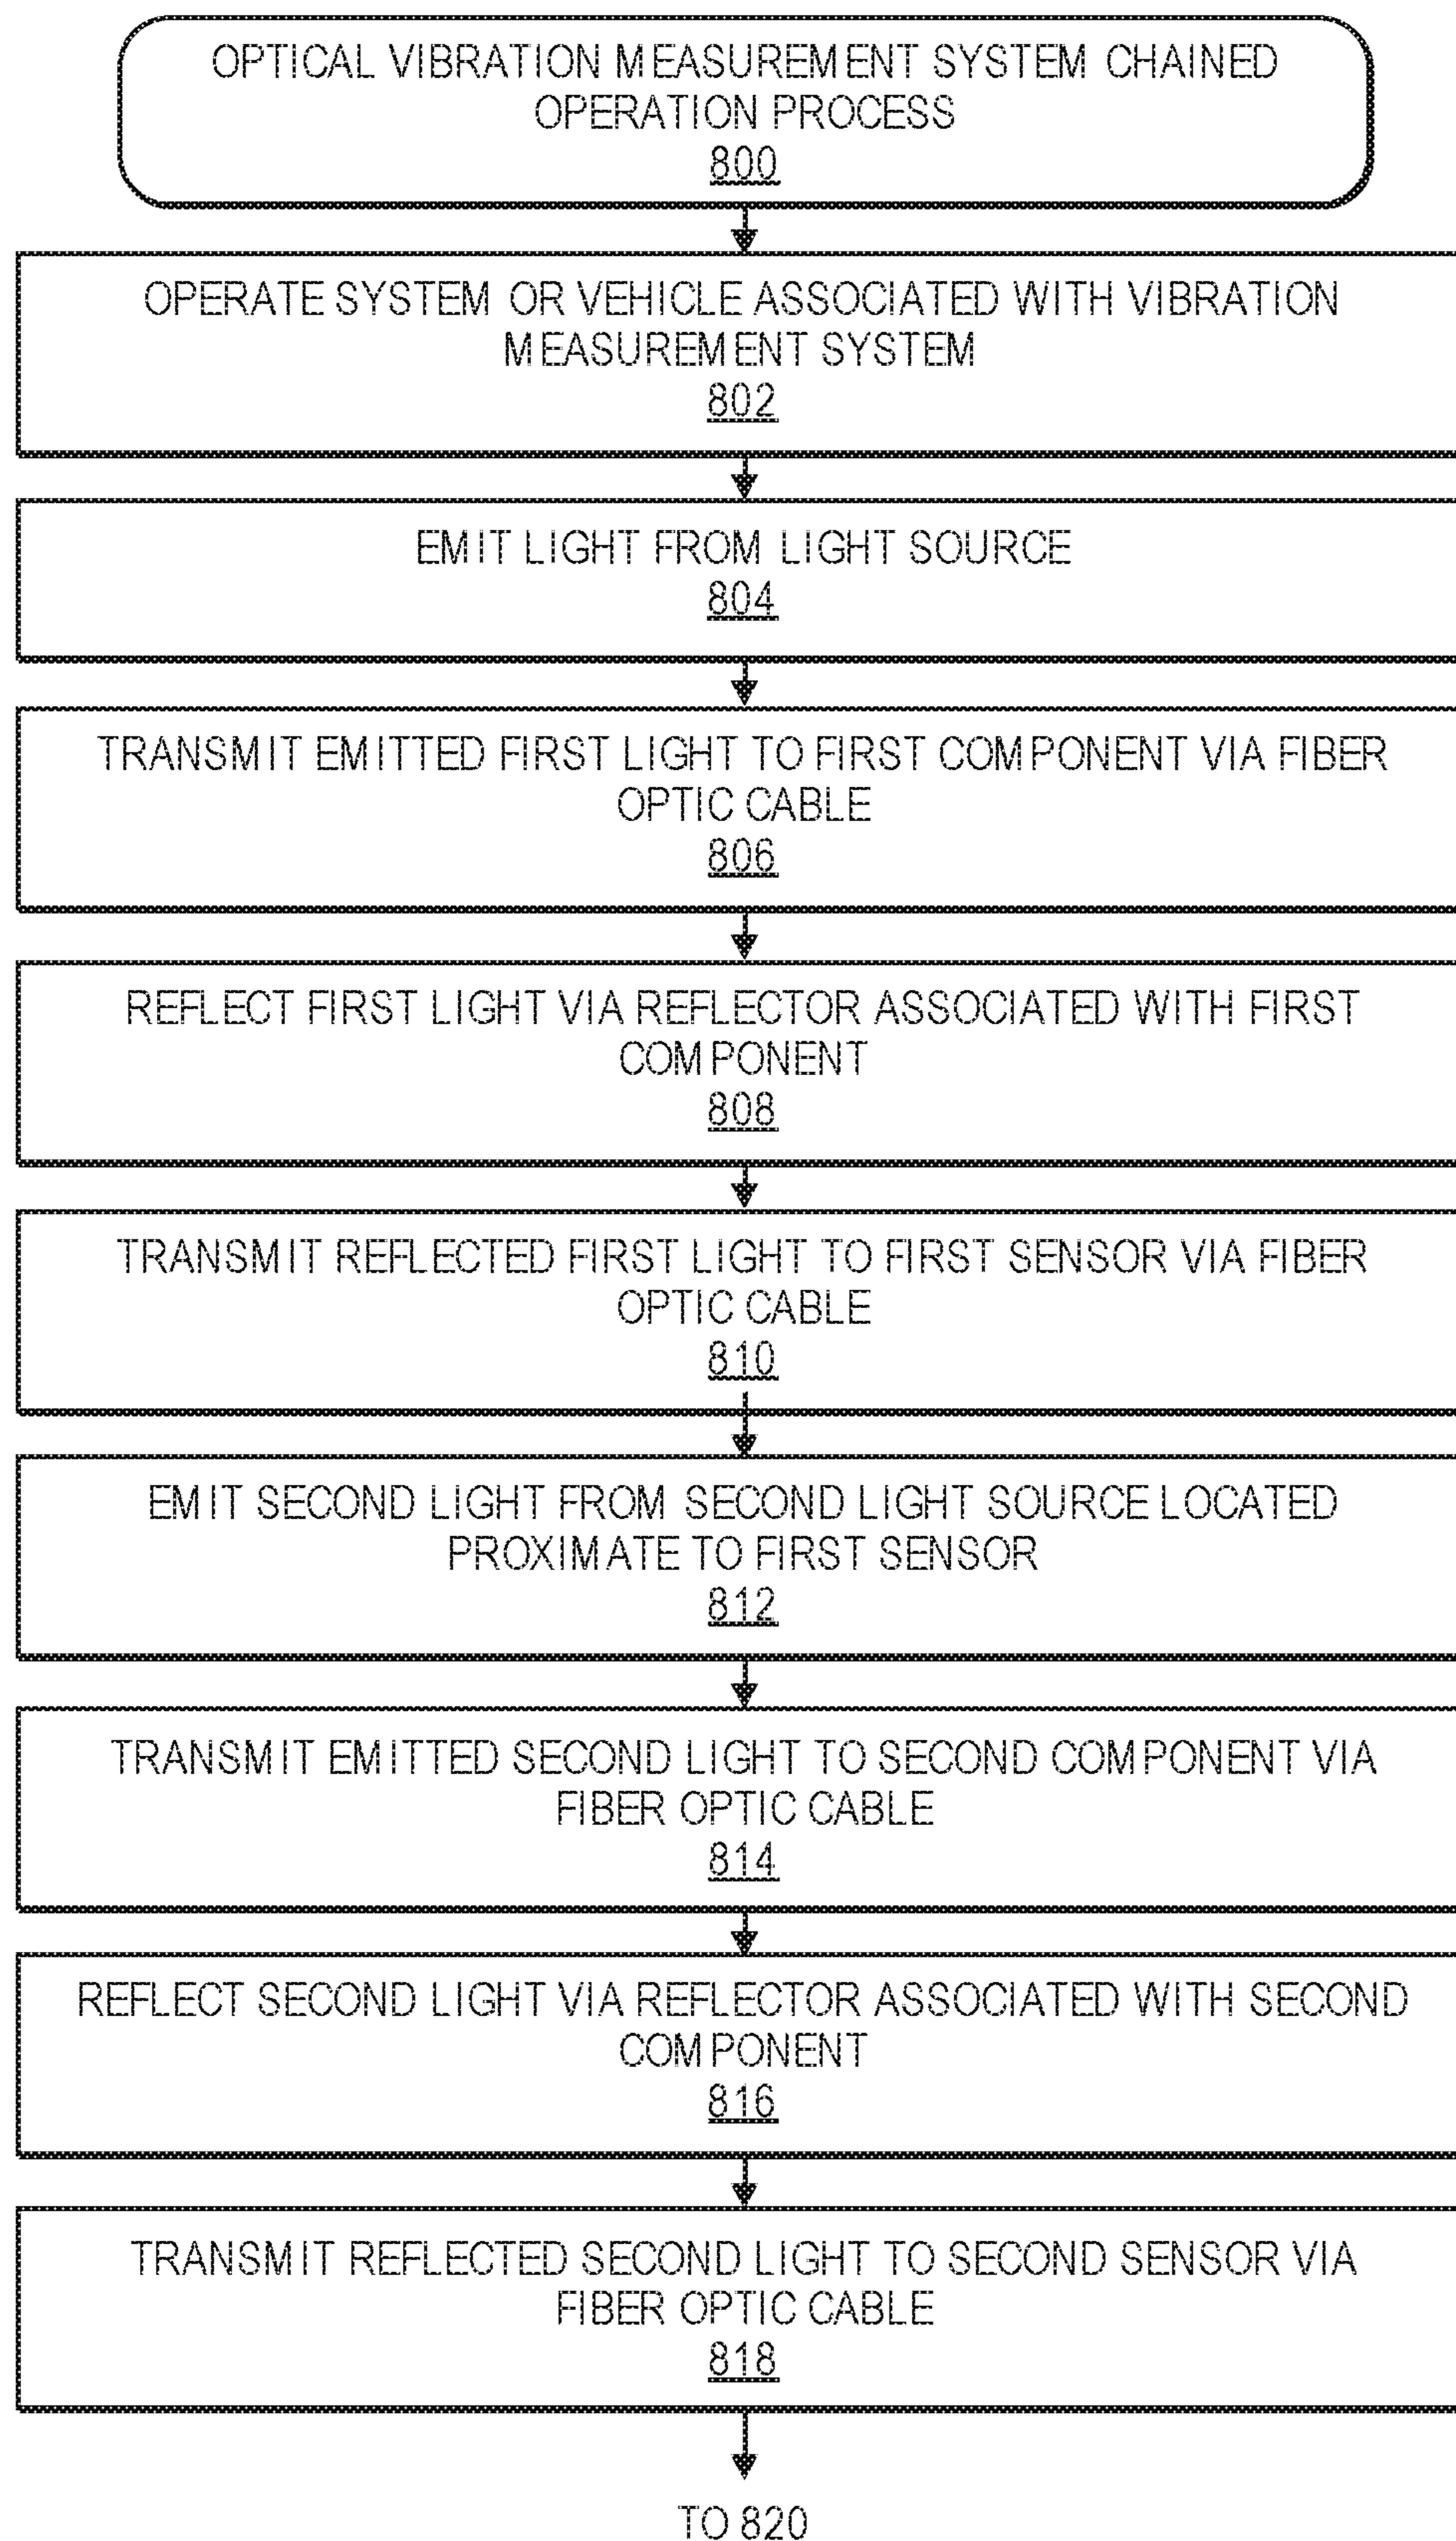 OPTICAL VIBRATION MEASUREMENT SYSTEM CHAINED
OPERATION PROCESS
800
OPERATE SYSTEM OR VEHICLE ASSOCIATED WITH VIBRATION
MEASUREMENT SYSTEM
802
EMIT LIGHT FROM LIGHT SOURCE
804
TRANSMIT EMITTED FIRST LIGHT TO FIRST COMPONENT VIA FIBER
OPTIC CABLE
806
REFLECT FIRST LIGHT VIA REFLECTOR ASSOCIATED WITH FIRST
COMPONENT
808
TRANSMIT REFLECTED FIRST LIGHT TO FIRST SENSOR VIA FIBER
OPTIC CABLE
810
EMIT SECOND LIGHT FROM SECOND LIGHT SOURCE LOCATED
PROXIMATE TO FIRST SENSOR
812
TRANSMIT EMITTED SECOND LIGHT TO SECOND COMPONENT VIA
FIBER OPTIC CABLE
814
REFLECT SECOND LIGHT VIA REFLECTOR ASSOCIATED WITH SECOND
COMPONENT
816
TRANSMIT REFLECTED SECOND LIGHT TO SECOND SENSOR VIA
FIBER OPTIC CABLE
818
TO 820